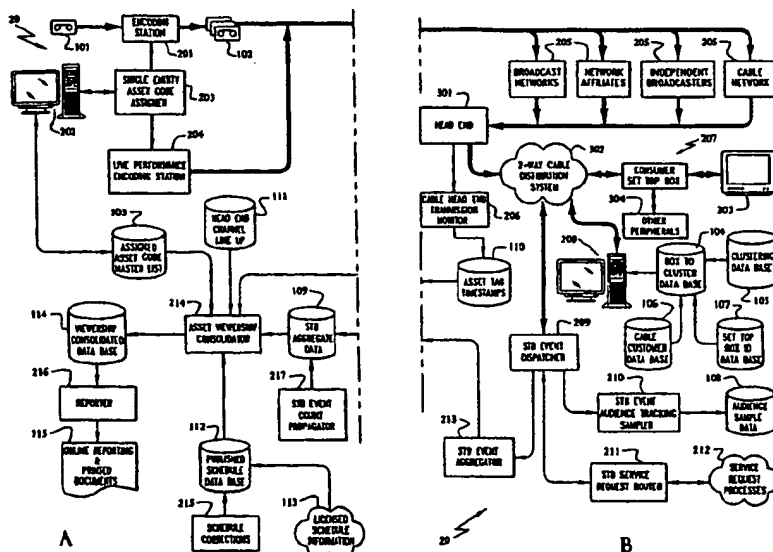 20
101
ENCODING
STATION
201
102
SINGLE ENTITY
ASSET CODE
ASSIGNER
203
202
204
LIVE PERFORMANCE
ENCODING STATION
103
ASSIGNED
ASSET CODE
MASTER LIST
111
HEAD END
CHANNEL
LINE UP
114
VIEWERSHIP
CONSOLIDATED
DATA BASE
214
ASSET VIEWERSHIP
CONSOLIDATOR
109
STB
AGGREGATE
DATA
216
REPORTER
217
STB EVENT
COUNT
PROPAGATOR
115
ONLINE REPORTING
&
PRINTED
DOCUMENTS
112
PUBLISHED
SCHEDULE
DATA BASE
215
SCHEDULE
CORRECTIONS
113
LICENSED
SCHEDULE
INFORMATION
A
205
205
205
305
BROADCAST
NETWORKS
NETWORK
AFFILIATES
INDEPENDENT
BROADCASTERS
CABLE
NETWORK
301
HEAD END
302
2-WAY CABLE
DISTRIBUTION
SYSTEM
207
CONSUMER
SET TOP BOX
303
304
OTHER
PERIPHERALS
CABLE HEAD END
TRANSMISSION
MONITOR
206
110
ASSET TAG
TIMESTAMPS
208
104
BOX TO
CLUSTER DATA
BASE
CLUSTERING
DATA BASE
105
106
CABLE
CUSTOMER
DATA BASE
107
SET TOP
BOX ID DATA
BASE
209
STB EVENT
DISPATCHER
210
STB EVENT
AUDIENCE TRACKING
SAMPLER
108
AUDIENCE
SAMPLE
DATA
213
STB EVENT
AGGREGATOR
211
STB SERVICE
REQUEST ROUTER
212
SERVICE
REQUEST
PROCESSES
20
B